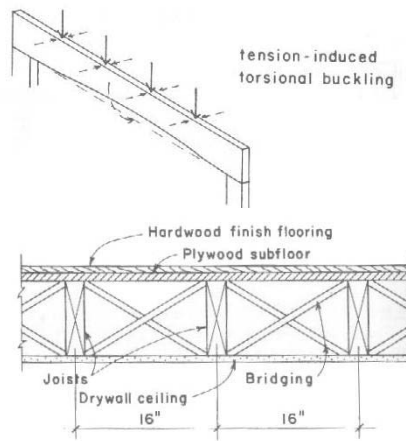 tension-induced
torsional buckling
Hardwood finish flooring
Plywood subfloor
Joists
Bridging
Drywall ceiling
16"
16"